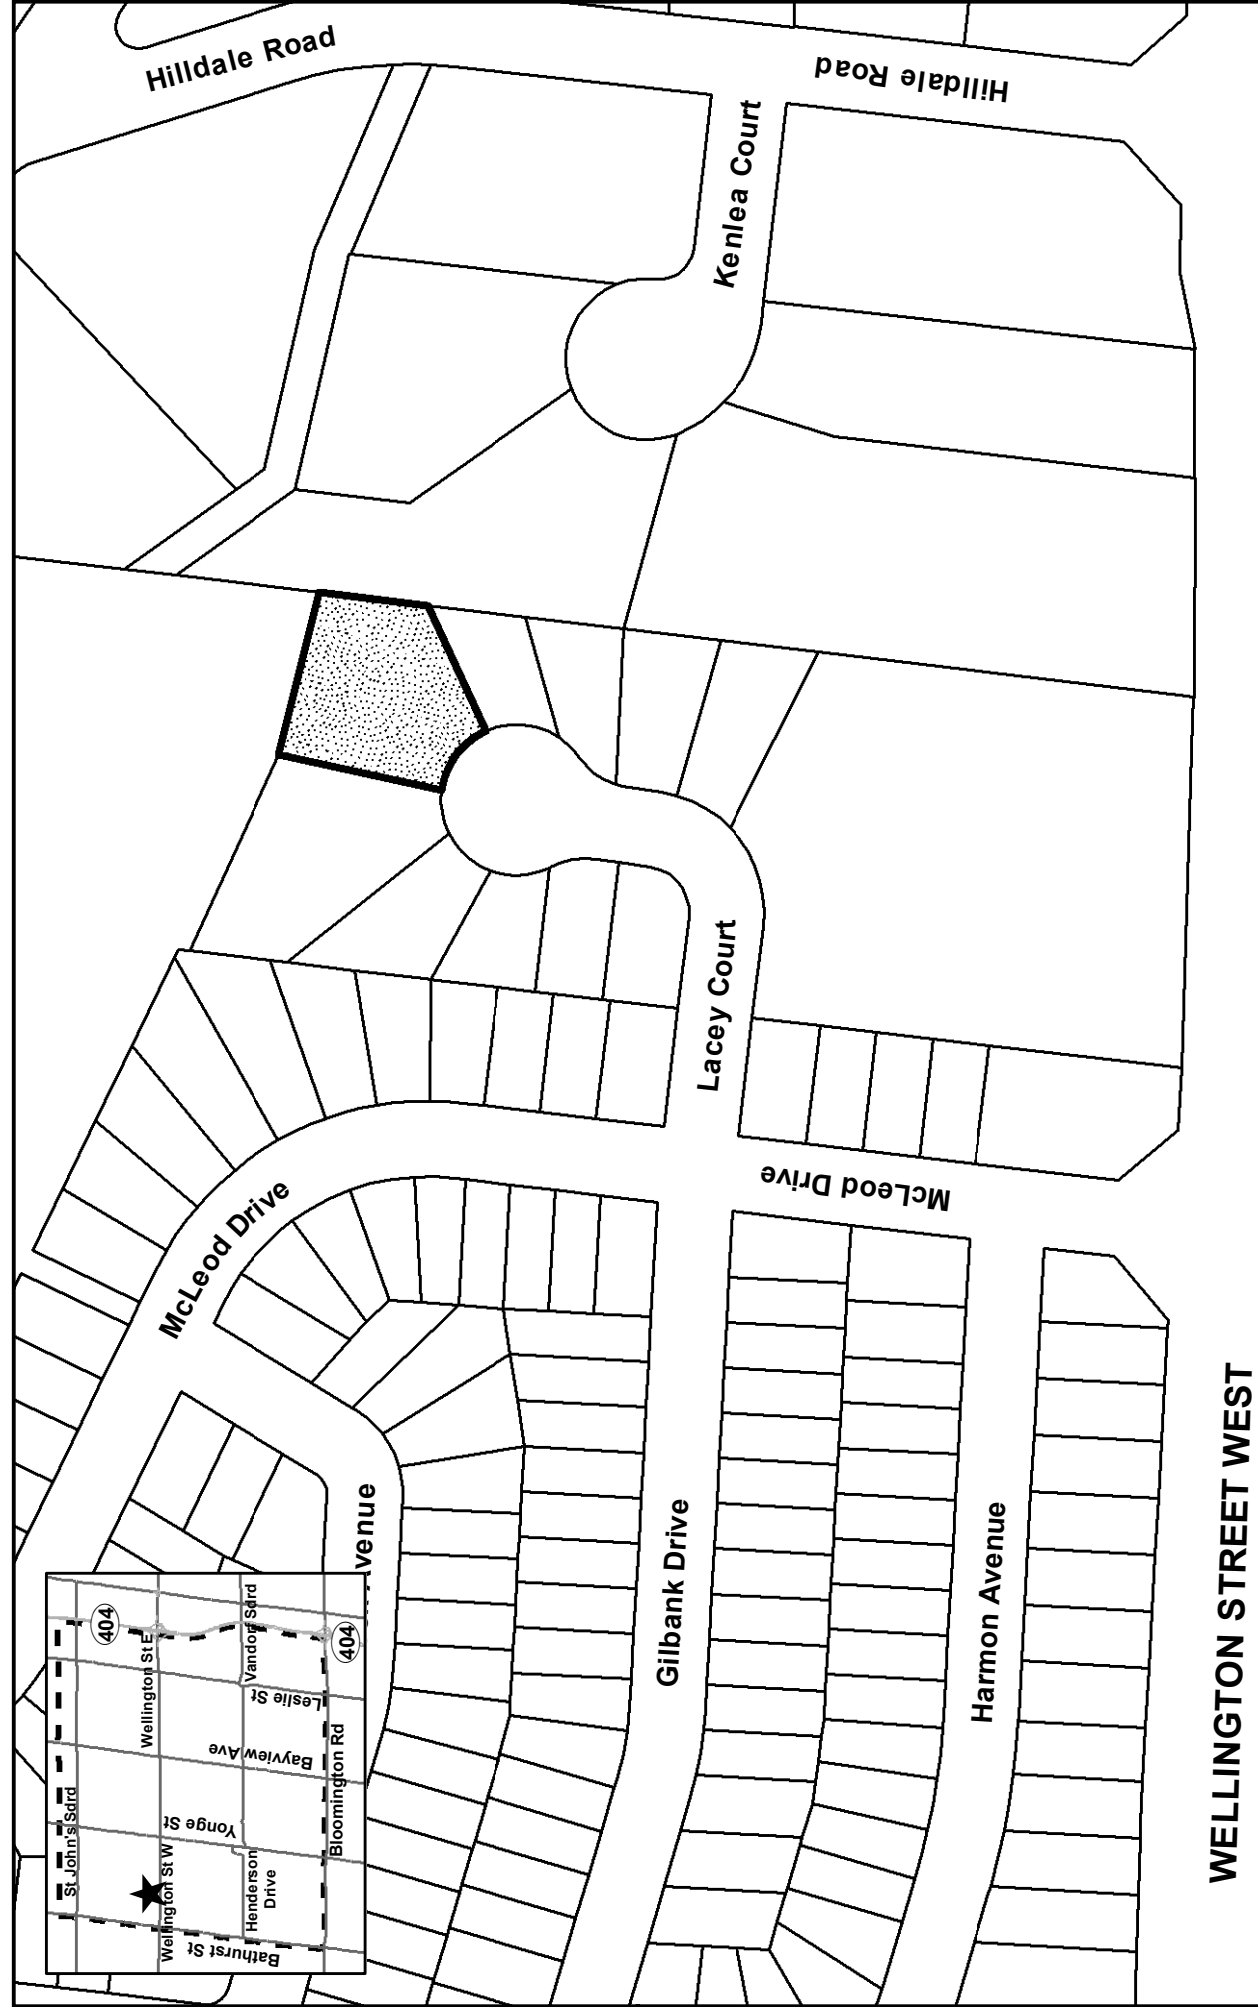 Hilldale Road
Hilldale Road
Kenlea Court
Lacey Court
McLeod Drive
McLeod Drive
Avenue
Gilbank Drive
Harmon Avenue
WELLINGTON STREET WEST
404
404
Wellington St E
Vandorf Sdrd
Leslie St
Bayview Ave
Bloomington Rd
Yonge St
St John's Sdrd
Wellington St W
Henderson
Drive
Bathurst St